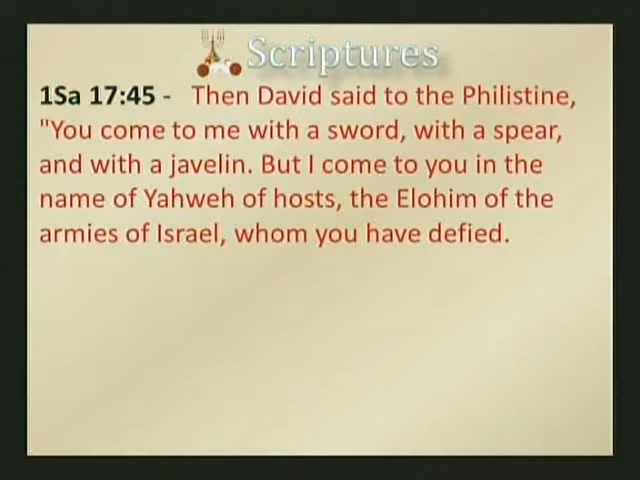 Scriptures
1Sa 17:45 - Then David said to the Philistine,
"You come to me with a sword, with a spear,
and with a javelin. But I come to you in the
name of Yahweh of hosts, the Elohim of the
armies of Israel, whom you have defied.